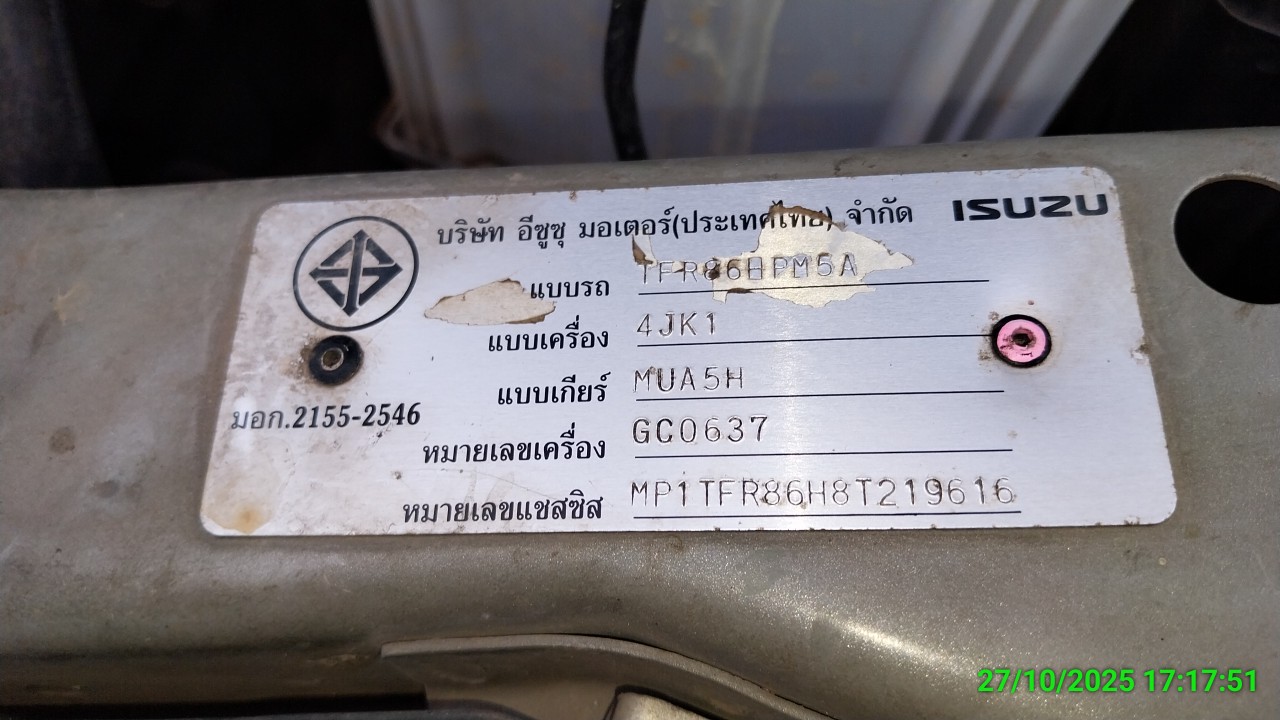 บริษัท อีซูซุ มอเตอร์(ประเทศไทย) จำกัด ISUZU
แบบรถ TFR86HPM5A
แบบเครื่อง 4JK1
แบบเกียร์ MUA5H
มอก.2155-2546
หมายเลขเครื่อง GC0637
หมายเลขแชสซิส MP1TFR86H8T219616
27/10/2025 17:17:51